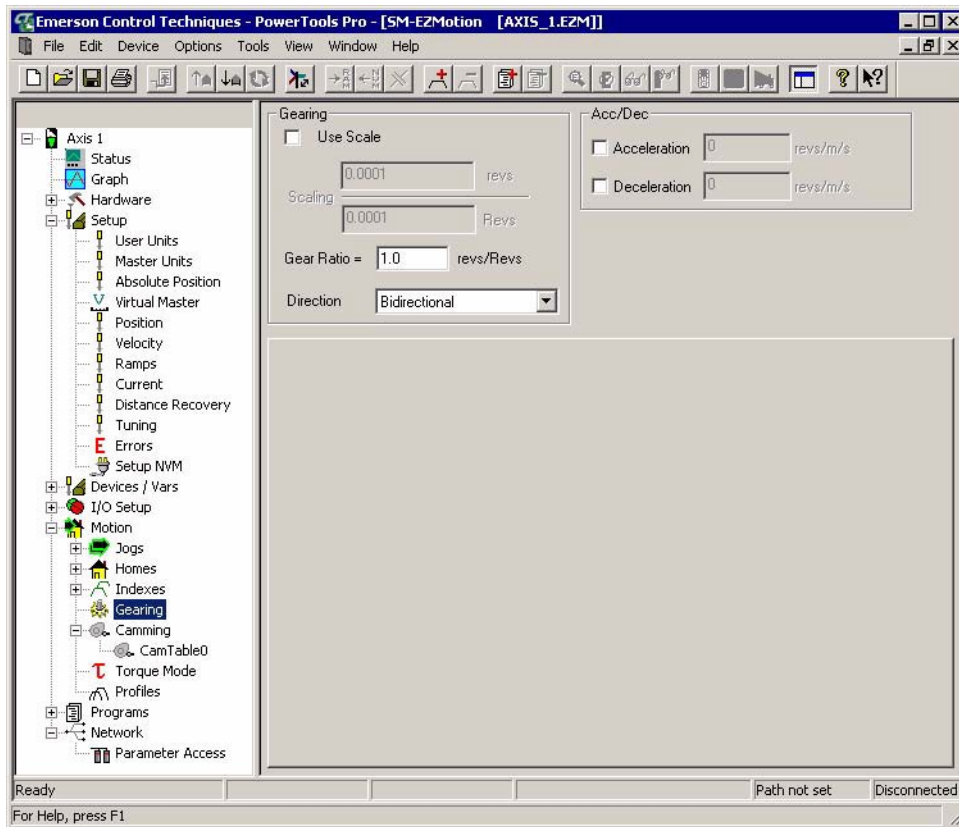 Emerson Control Techniques - PowerTools Pro - [SM-EZMotion [AXIS_1.EZM]]
File Edit Device Options Tools View Window Help
Axis 1
Status
Graph
Hardware
Setup
User Units
Master Units
Absolute Position
Virtual Master
Position
Velocity
Ramps
Current
Distance Recovery
Tuning
E Errors
Setup NVM
Devices / Vars
I/O Setup
Motion
Jogs
Homes
Indexes
Gearing
Camming
CamTable0
Torque Mode
Profiles
Programs
Network
Parameter Access
Gearing
Use Scale
0.0001 revs
Scaling
0.0001 Revs
Gear Ratio = 1.0 revs/Revs
Direction Bidirectional
Acc/Dec
Acceleration 0 revs/m/s
Deceleration 0 revs/m/s
Ready Path not set Disconnected
For Help, press F1